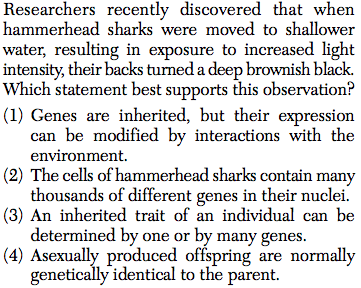 Researchers recently discovered that when
hammerhead sharks were moved to shallower
water, resulting in exposure to increased light
intensity, their backs turned a deep brownish black.
Which statement best supports this observation?
(1) Genes are inherited, but their expression
can be modified by interactions with the
environment.
(2) The cells of hammerhead sharks contain many
thousands of different genes in their nuclei.
(3) An inherited trait of an individual can be
determined by one or by many genes.
(4) Asexually produced offspring are normally
genetically identical to the parent.